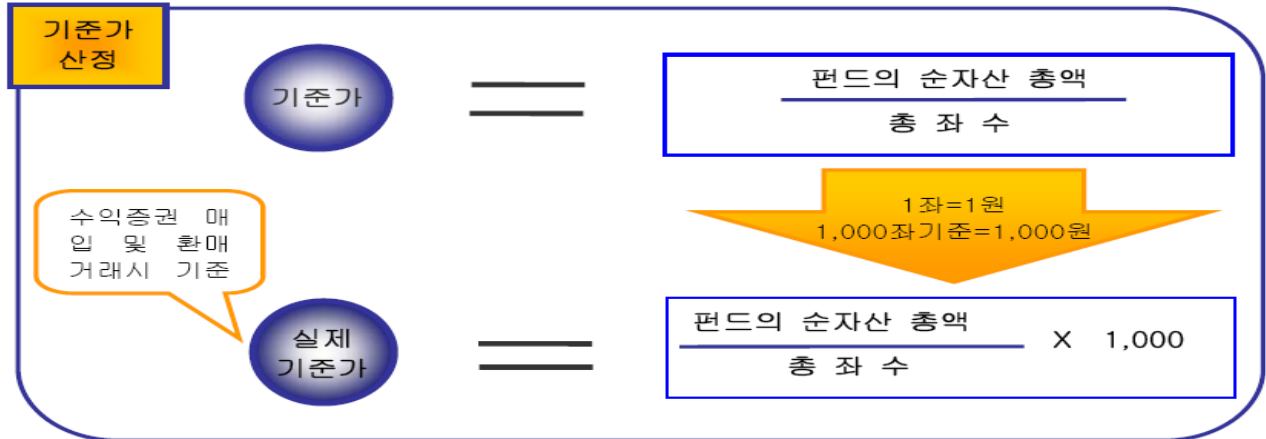 기준가
산정
기준가
펀드의 순자산 총액
총 좌 수
1좌=1원
1,000좌기준=1,000원
수익증권 매
입 및 환매
거래시 기준
실제
기준가
펀드의 순자산 총액
총 좌 수
X 1,000